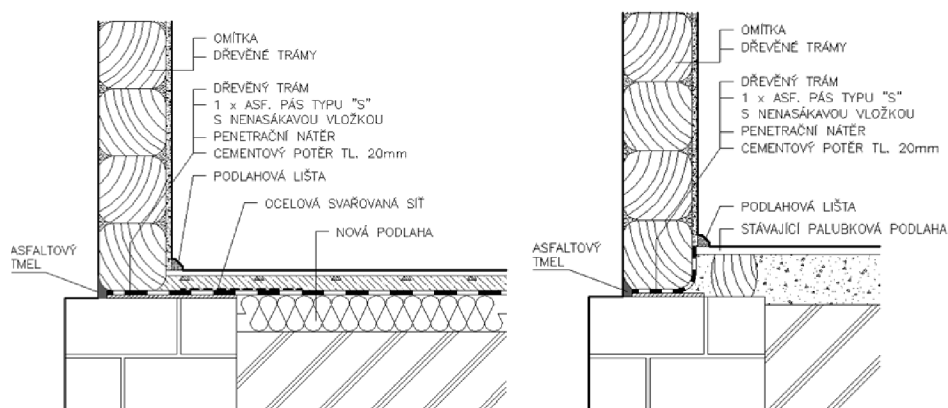 OMÍTKA
DŘEVĚNÉ TRÁMY
DŘEVĚNÝ TRÁM
1 x ASF. PÁS TYPU "S"
S NENASÁKAVOU VLOŽKOU
PENETRAČNÍ NÁTĚR
CEMENTOVÝ POTĚR TL. 20mm
PODLAHOVÁ LIŠTA
OCELOVÁ SVAŘOVANÁ SÍŤ
NOVÁ PODLAHA
ASFALTOVÝ
TMEL
OMÍTKA
DŘEVĚNÉ TRÁMY
DŘEVĚNÝ TRÁM
1 x ASF. PÁS TYPU "S"
S NENASÁKAVOU VLOŽKOU
PENETRAČNÍ NÁTĚR
CEMENTOVÝ POTĚR TL. 20mm
PODLAHOVÁ LIŠTA
STÁVAJÍCÍ PALUBKOVÁ PODLAHA
ASFALTOVÝ
TMEL